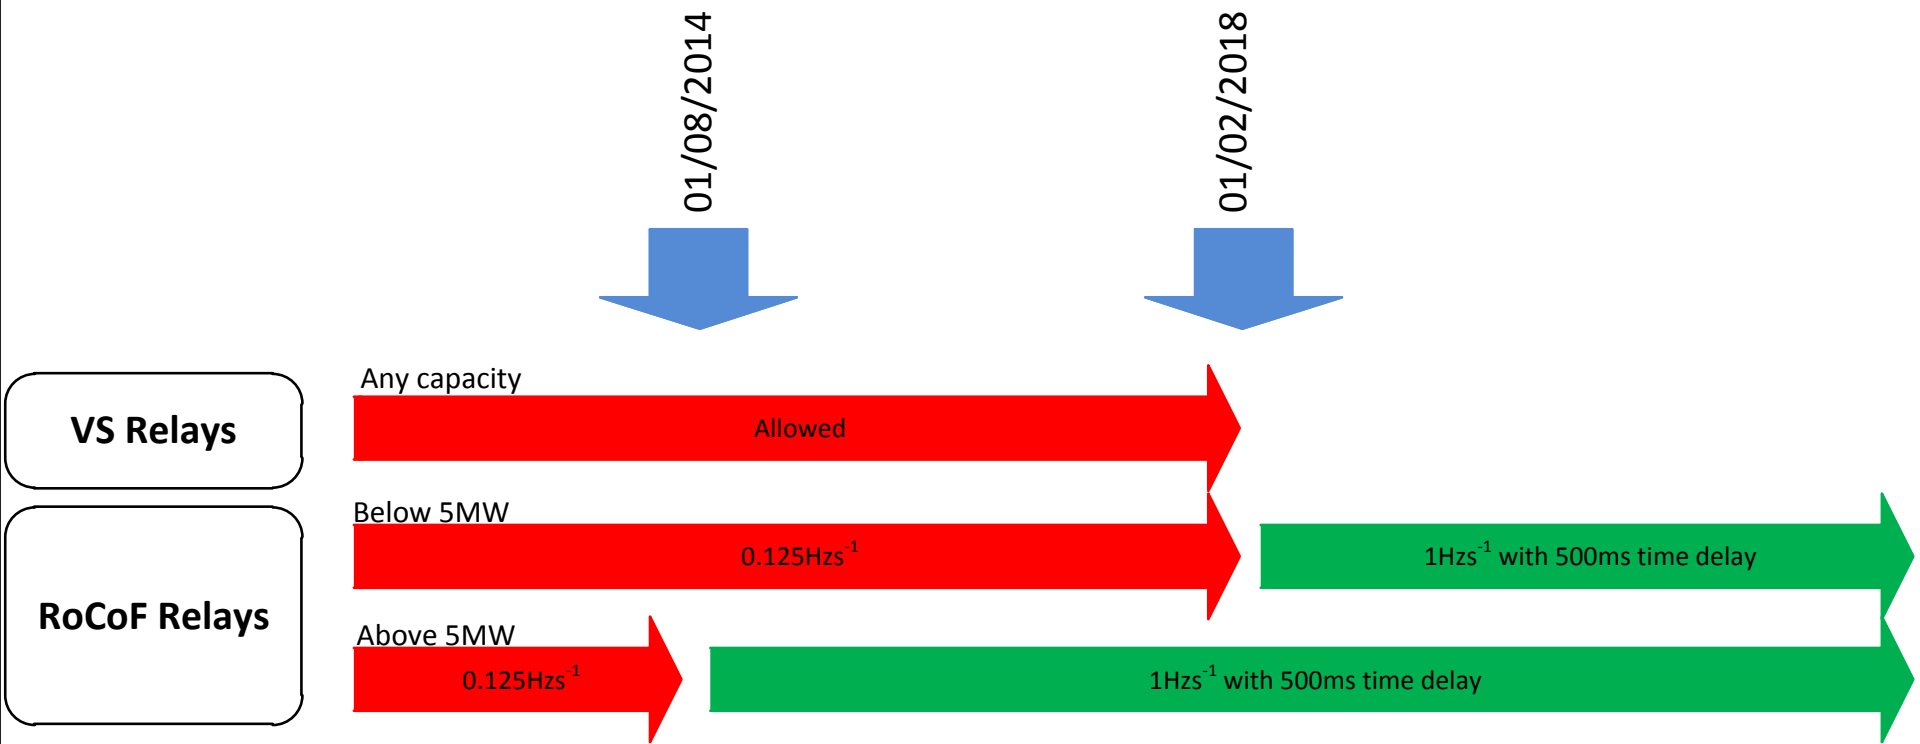 01/08/2014
01/02/2018
VS Relays
Any capacity
Allowed
RoCoF Relays
Below 5MW
0.125Hzs⁻¹
1Hzs⁻¹ with 500ms time delay
Above 5MW
0.125Hzs⁻¹
1Hzs⁻¹ with 500ms time delay